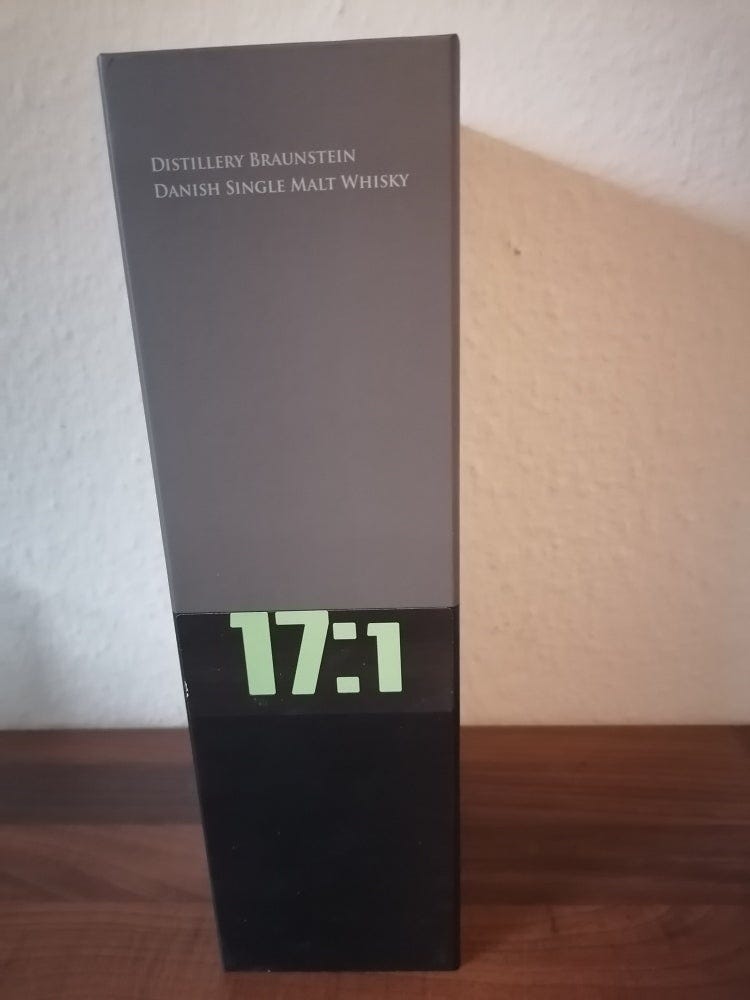 Distillery Braunstein
Danish Single Malt Whisky
17:1